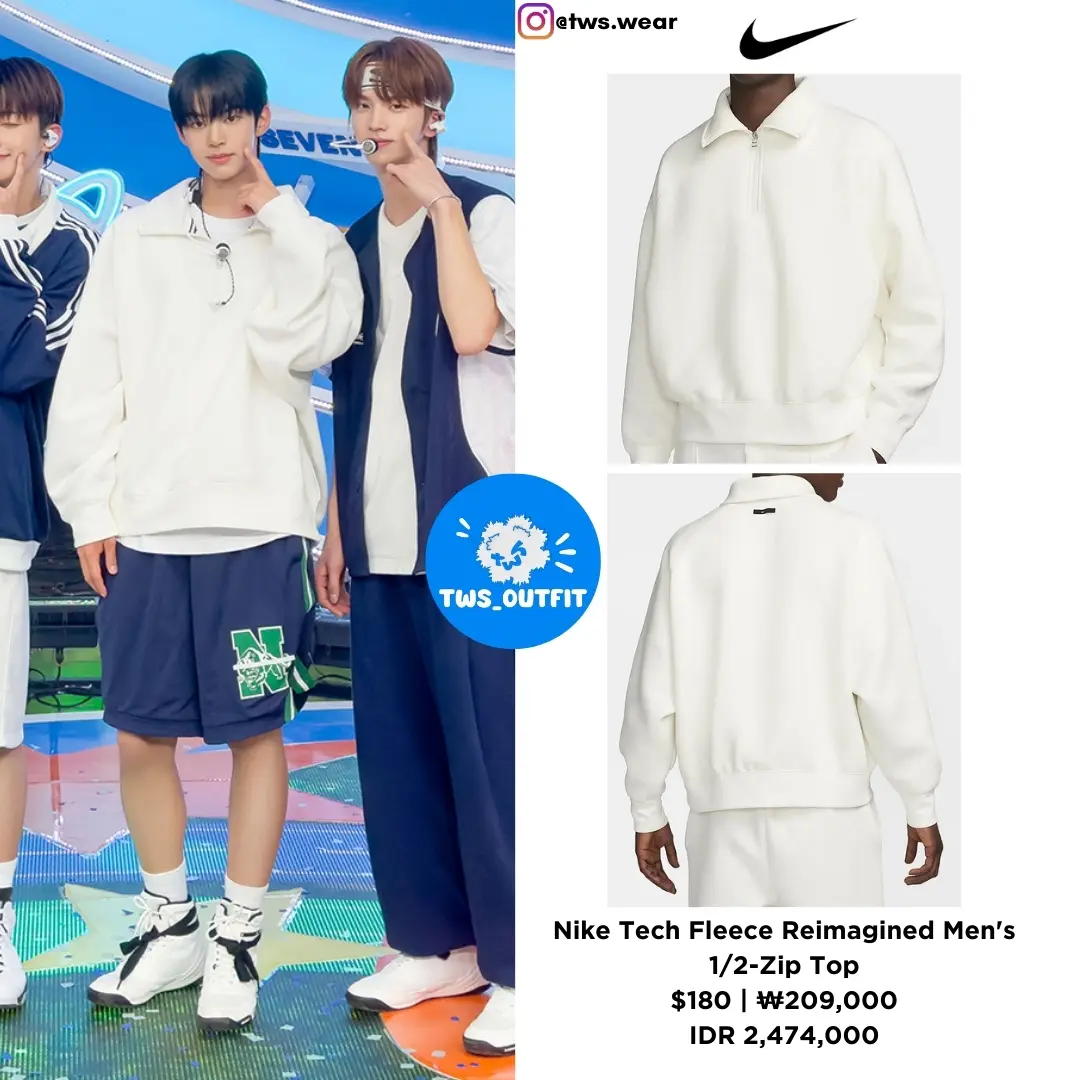 @tws.wear
SEVEN
N
tw6
TWS_OUTFIT
Nike Tech Fleece Reimagined Men's
1/2-Zip Top
$180 | ₩209,000
IDR 2,474,000